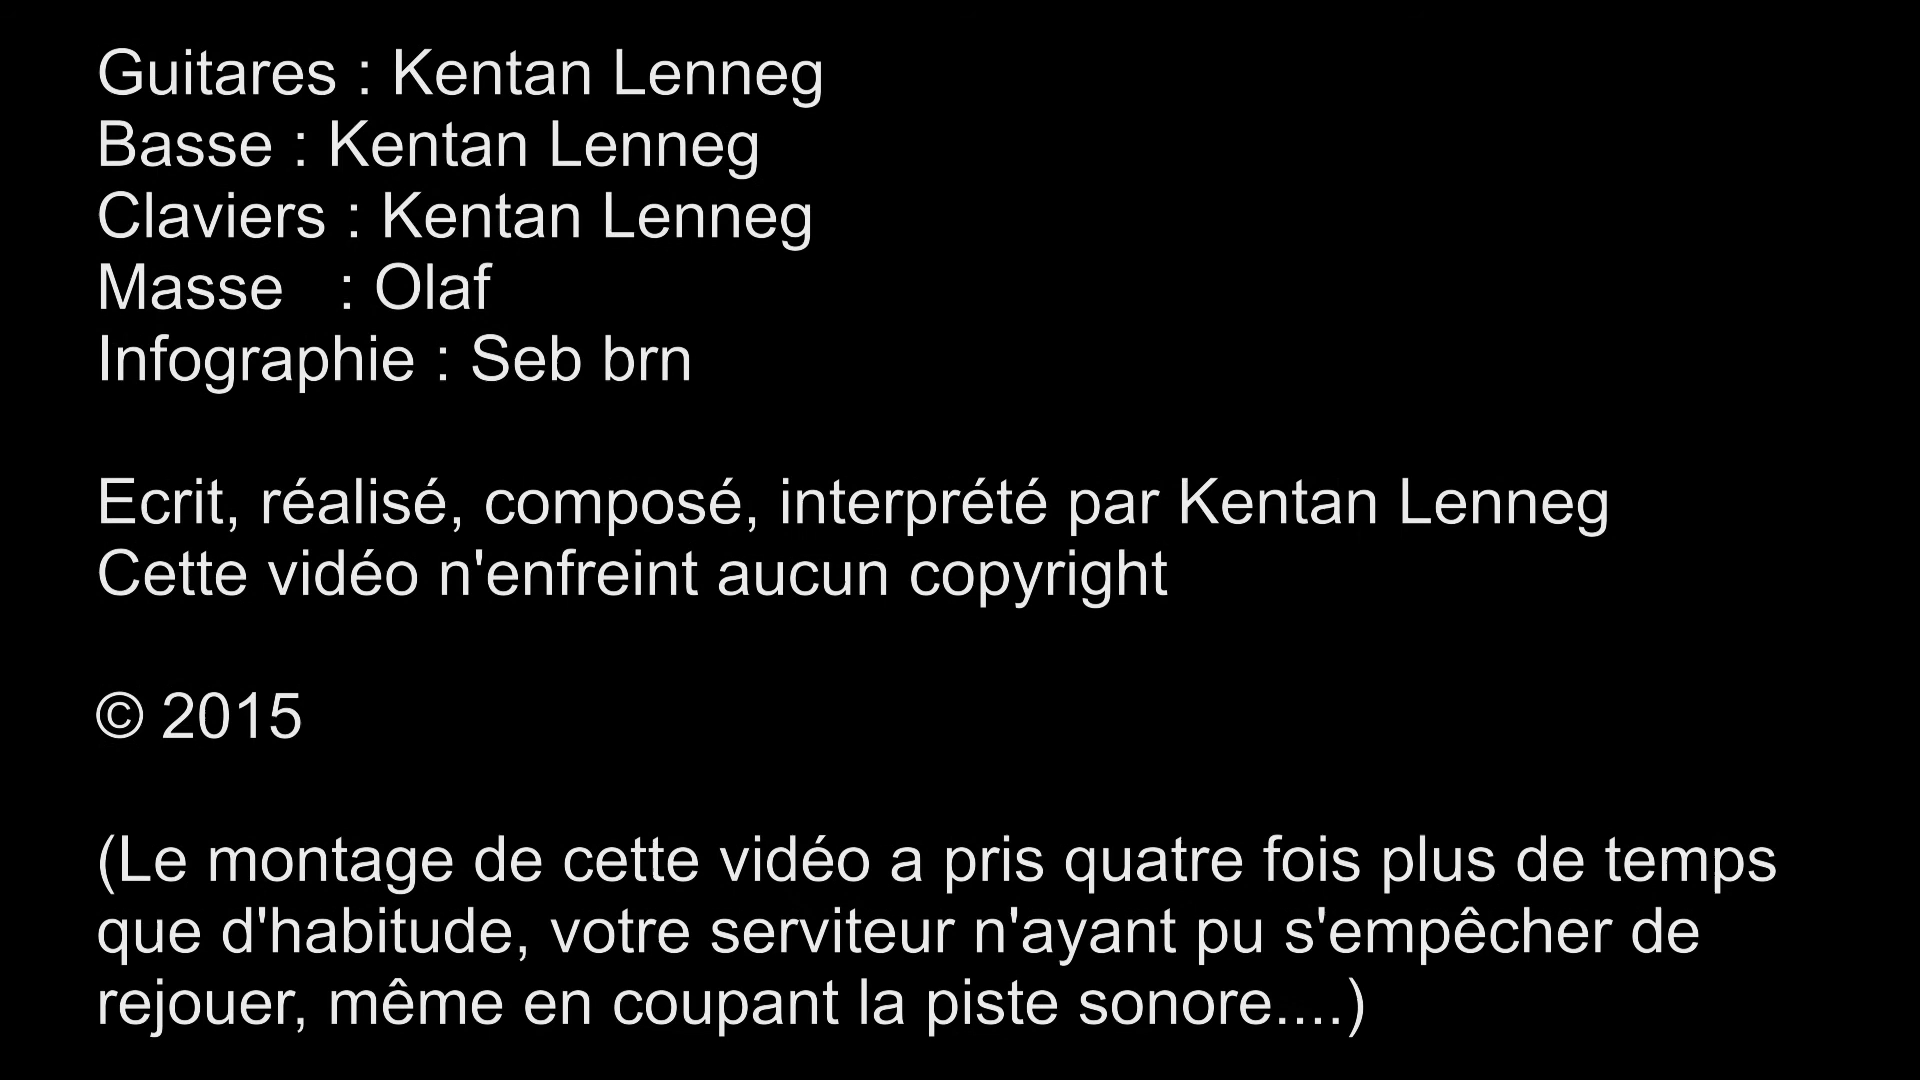 Guitares : Kentan Lenneg
Basse : Kentan Lenneg
Claviers : Kentan Lenneg
Masse   : Olaf
Infographie : Seb brn
Ecrit, réalisé, composé, interprété par Kentan Lenneg
Cette vidéo n'enfreint aucun copyright
© 2015
(Le montage de cette vidéo a pris quatre fois plus de temps
que d'habitude, votre serviteur n'ayant pu s'empêcher de
rejouer, même en coupant la piste sonore....)